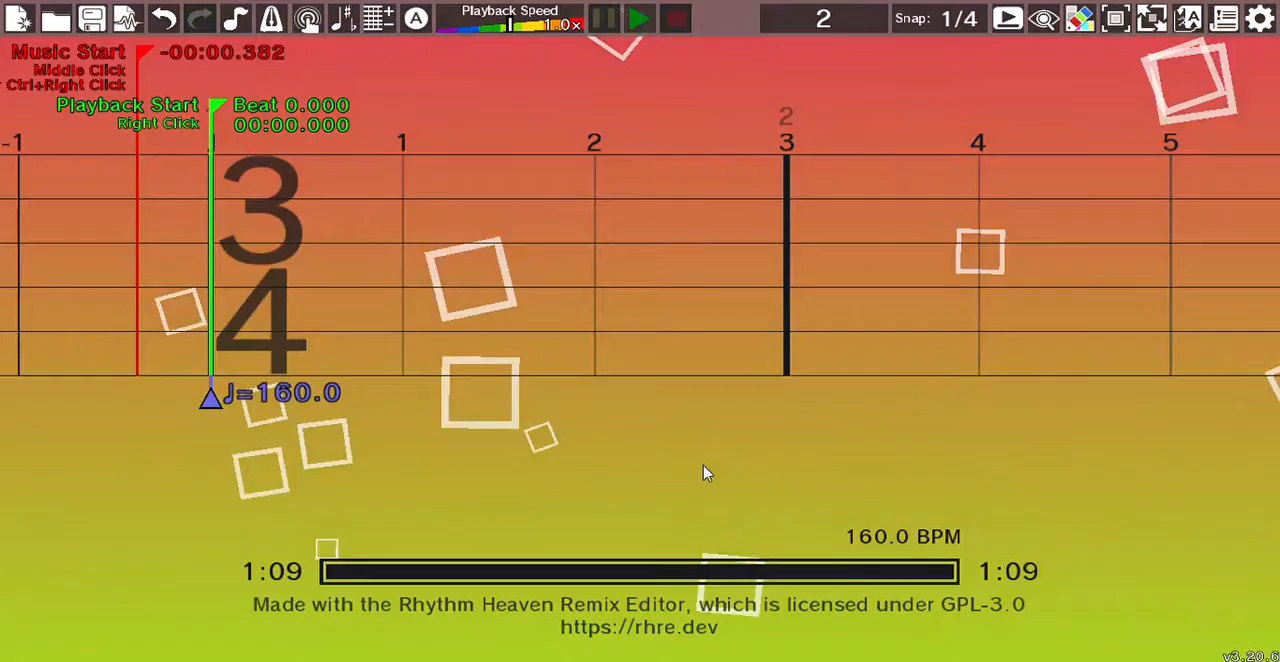 Playback Speed
1.0×
2
Snap: 1/4
A
Music Start
-00:00.382
Middle Click
Ctrl+Right Click
Playback Start
Beat 0.000
Right Click
00:00.000
2
-1
1
2
3
4
5
3
4
♩=160.0
160.0 BPM
1:09
1:09
Made with the Rhythm Heaven Remix Editor, which is licensed under GPL-3.0
https://rhre.dev
v3.20.6